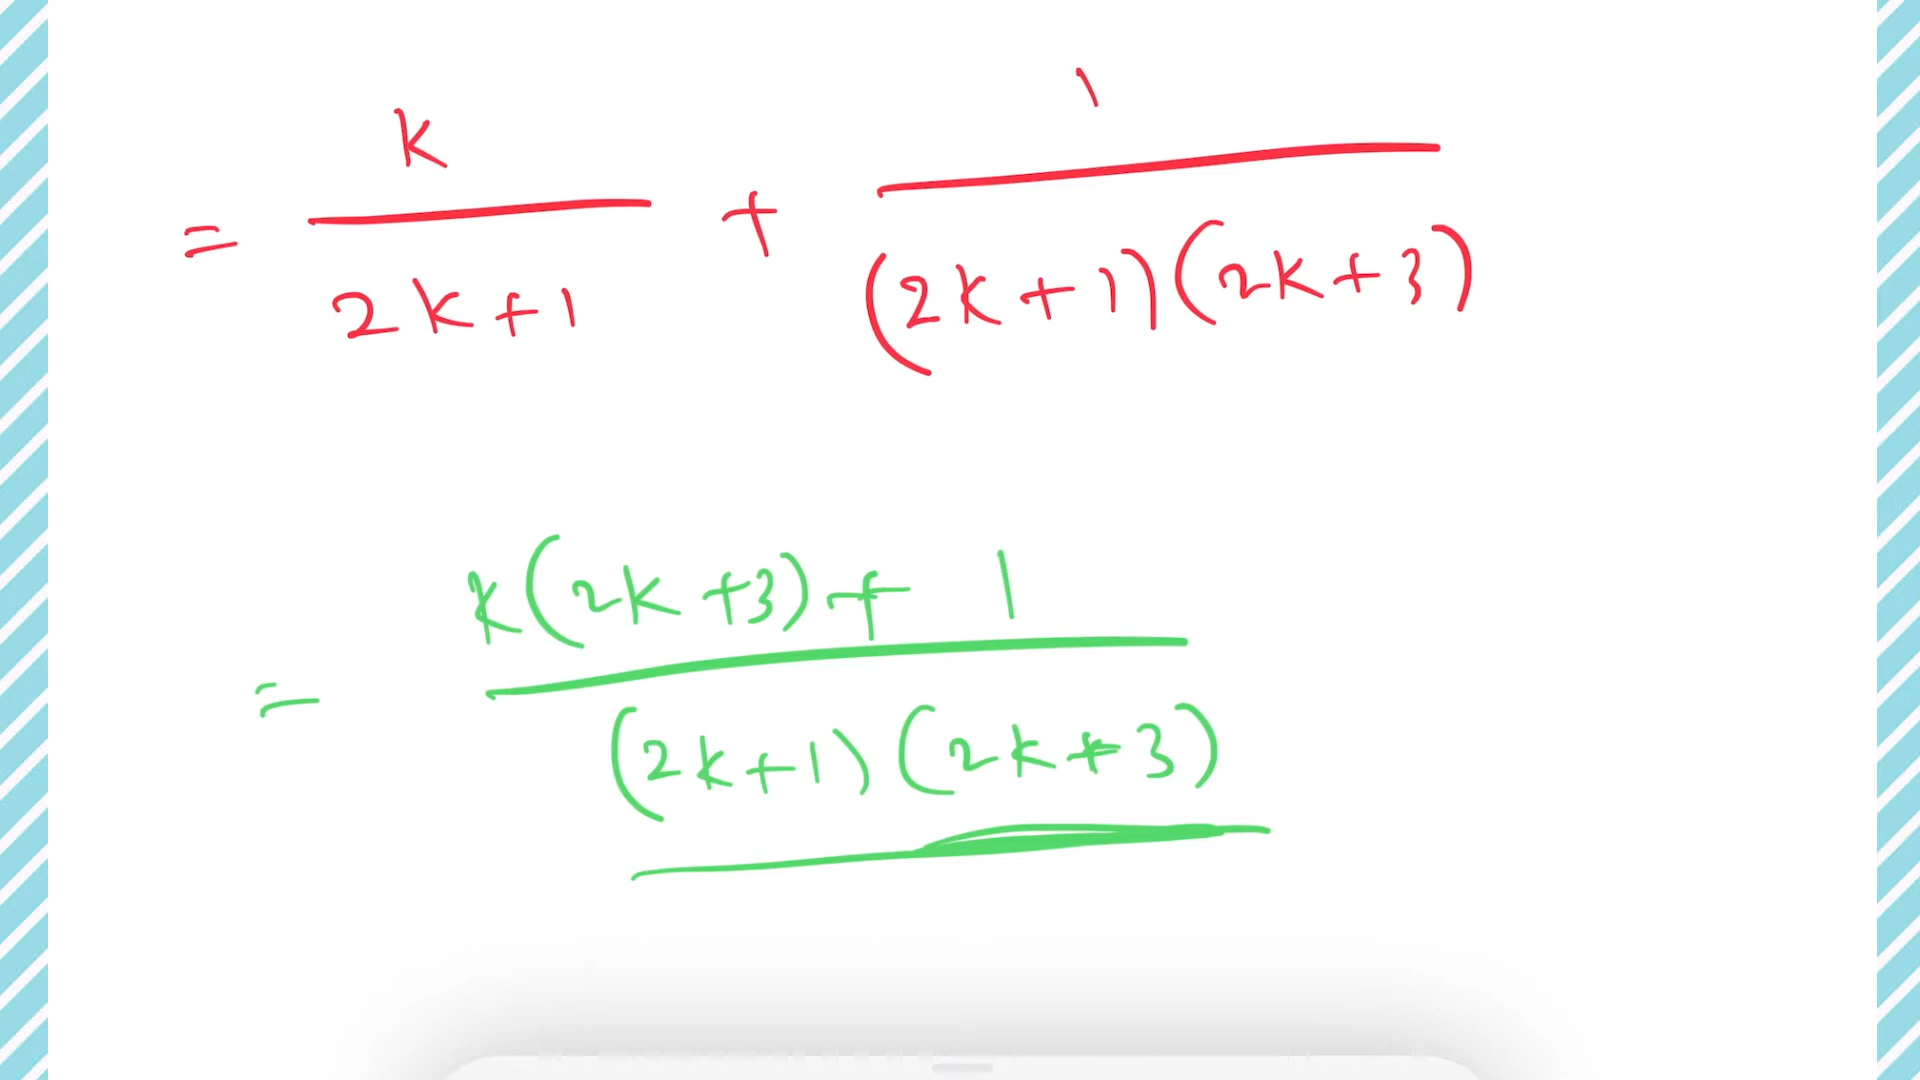 = k / 2k+1 + 1 / (2k+1)(2k+3)
= k(2k+3)+ 1 / (2k+1)(2k+3)